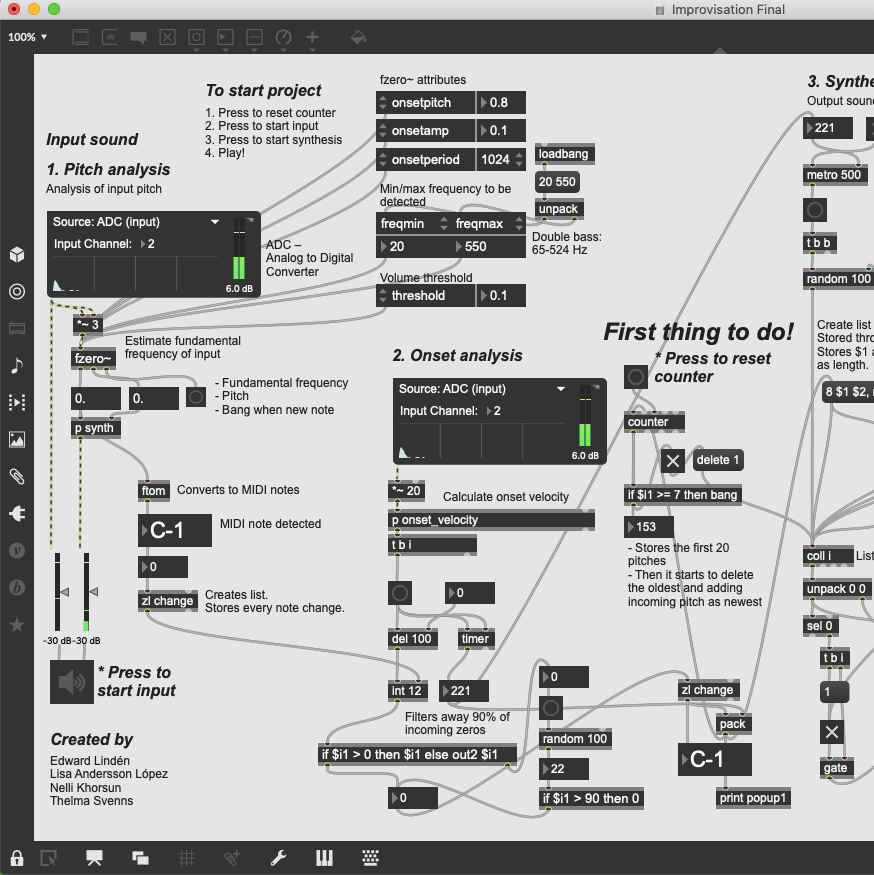 Improvisation Final
100%
To start project
1. Press to reset counter
2. Press to start input
3. Press to start synthesis
4. Play!
Input sound
1. Pitch analysis
Analysis of input pitch
Source: ADC (input)
Input Channel: 2
6.0 dB
ADC –
Analog to Digital
Converter
fzero~ attributes
onsetpitch 0.8
onsetamp 0.1
onsetperiod 1024
Min/max frequency to be
detected
freqmin freqmax
20 550
Volume threshold
threshold 0.1
loadbang
20 550
unpack
Double bass:
65-524 Hz
*~ 3
Estimate fundamental
frequency of input
fzero~
0. 0.
- Fundamental frequency
- Pitch
- Bang when new note
p synth
ftom
Converts to MIDI notes
C-1
MIDI note detected
0
zl change
Creates list.
Stores every note change.
-30 dB -30 dB
* Press to
start input
Created by
Edward Lindén
Lisa Andersson López
Nelli Khorsun
Thelma Svenns
2. Onset analysis
Source: ADC (input)
Input Channel: 2
6.0 dB
*~ 20
Calculate onset velocity
p onset_velocity
t b i
0
del 100 timer
int 12 221
Filters away 90% of
incoming zeros
if $i1 > 0 then $i1 else out2 $i1
0
0
random 100
22
if $i1 > 90 then 0
First thing to do!
* Press to reset
counter
counter
delete 1
if $i1 >= 7 then bang
153
- Stores the first 20
pitches
- Then it starts to delete
the oldest and adding
incoming pitch as newest
zl change
pack
C-1
print popup1
3. Synthe
Output soun
221
metro 500
t b b
random 100
Create list
Stored thro
Stores $1 a
as length.
8 $1 $2,
coll i
List
unpack 0 0
sel 0
t b i
1
gate